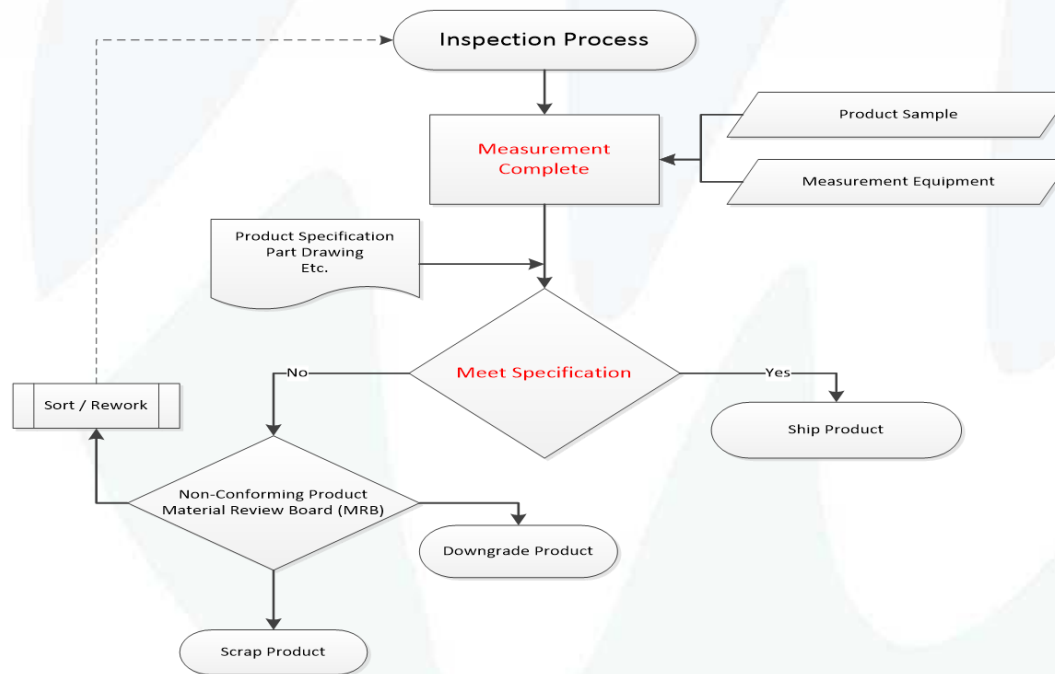 Inspection Process
Product Sample
Measurement
Complete
Measurement Equipment
Product Specification
Part Drawing
Etc.
No
Meet Specification
Yes
Sort / Rework
Ship Product
Non-Conforming Product
Material Review Board (MRB)
Downgrade Product
Scrap Product